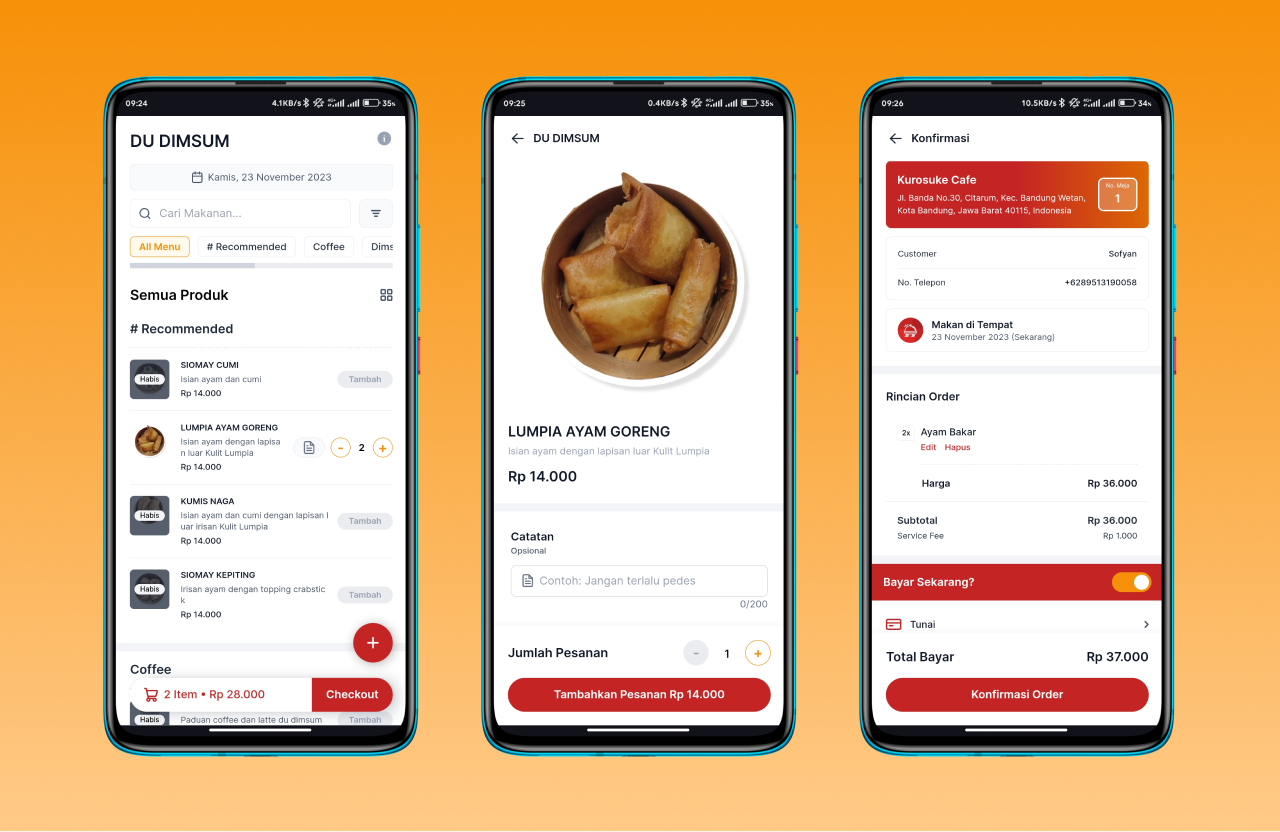 09:24
4.1KB/s
35%
DU DIMSUM
Kamis, 23 November 2023
Cari Makanan...
All Menu
# Recommended
Coffee
Dims
Semua Produk
# Recommended
SIOMAY CUMI
Habis
Isian ayam dan cumi
Tambah
Rp 14.000
LUMPIA AYAM GORENG
Isian ayam dengan lapisa
n luar Kulit Lumpia
- 2 +
Rp 14.000
KUMIS NAGA
Habis
Isian ayam dan cumi dengan lapisan l
uar irisan Kulit Lumpia
Tambah
Rp 14.000
SIOMAY KEPITING
Habis
Irisan ayam dengan topping crabstic
k
Tambah
Rp 14.000
+
Coffee
2 Item • Rp 28.000
Checkout
Habis
Paduan coffee dan latte du dimsum
Tambah
09:25
0.4KB/s
35%
DU DIMSUM
LUMPIA AYAM GORENG
Isian ayam dengan lapisan luar Kulit Lumpia
Rp 14.000
Catatan
Opsional
Contoh: Jangan terlalu pedes
0/200
Jumlah Pesanan
- 1 +
Tambahkan Pesanan Rp 14.000
09:26
10.5KB/s
34%
Konfirmasi
Kurosuke Cafe
Jl. Banda No.30, Citarum, Kec. Bandung Wetan,
Kota Bandung, Jawa Barat 40115, Indonesia
No. Meja
1
Customer
Sofyan
No. Telepon
+6289513190058
Makan di Tempat
23 November 2023 (Sekarang)
Rincian Order
2x
Ayam Bakar
Edit Hapus
Harga
Rp 36.000
Subtotal
Rp 36.000
Service Fee
Rp 1.000
Bayar Sekarang?
Tunai
Total Bayar
Rp 37.000
Konfirmasi Order